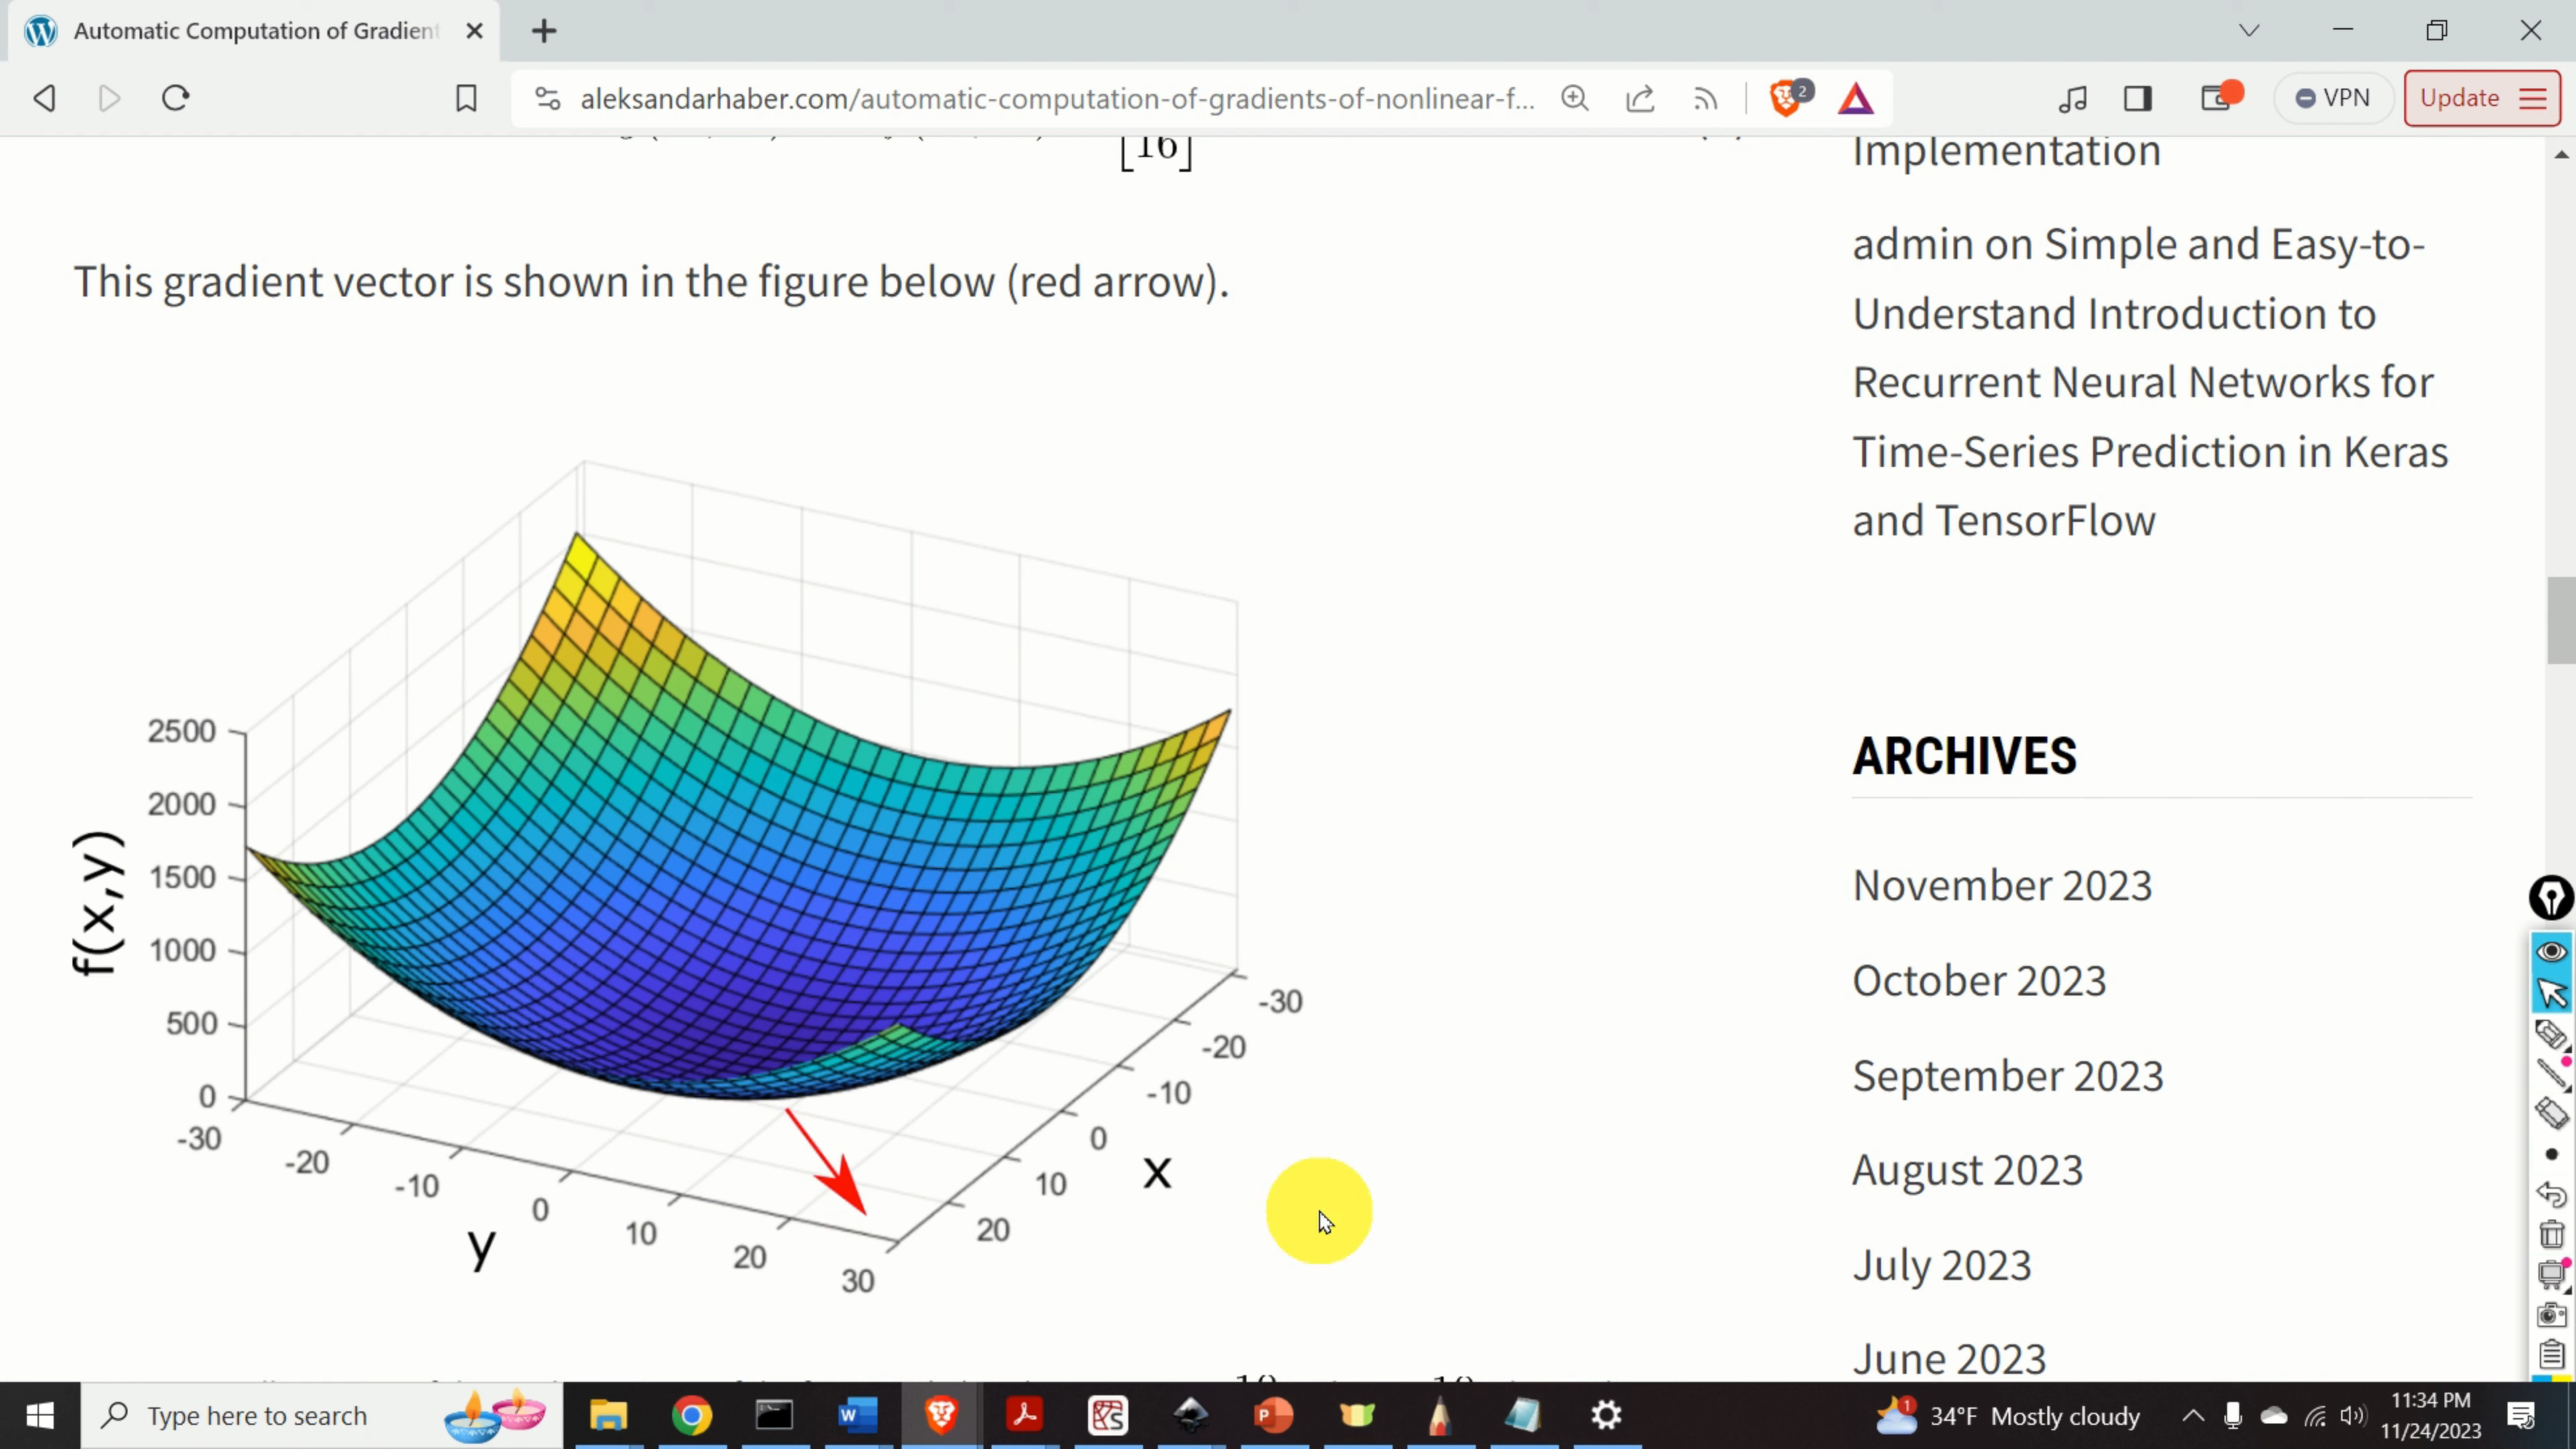 Automatic Computation of Gradient
aleksandarhaber.com/automatic-computation-of-gradients-of-nonlinear-f...
2
VPN
Update
[16]
This gradient vector is shown in the figure below (red arrow).
2500
2000
1500
1000
500
0
f(x,y)
-30
-20
-10
0
10
20
30
y
-30
-20
-10
0
10
20
x
Implementation
admin on Simple and Easy-to-
Understand Introduction to
Recurrent Neural Networks for
Time-Series Prediction in Keras
and TensorFlow
ARCHIVES
November 2023
October 2023
September 2023
August 2023
July 2023
June 2023
Type here to search
1
34°F Mostly cloudy
11:34 PM
11/24/2023